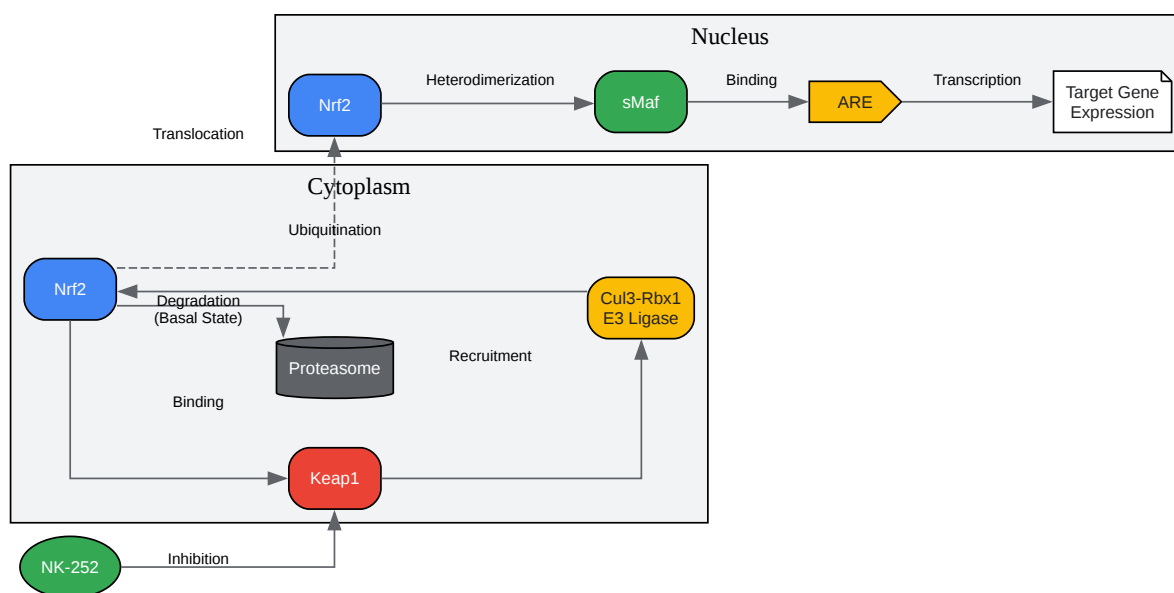 Nucleus
Heterodimerization
Binding
Transcription
Nrf2
sMaf
ARE
Target Gene
Expression
Translocation
Cytoplasm
Ubiquitination
Nrf2
Degradation
(Basal State)
Cul3-Rbx1
E3 Ligase
Recruitment
Proteasome
Binding
Keap1
Inhibition
NK-252